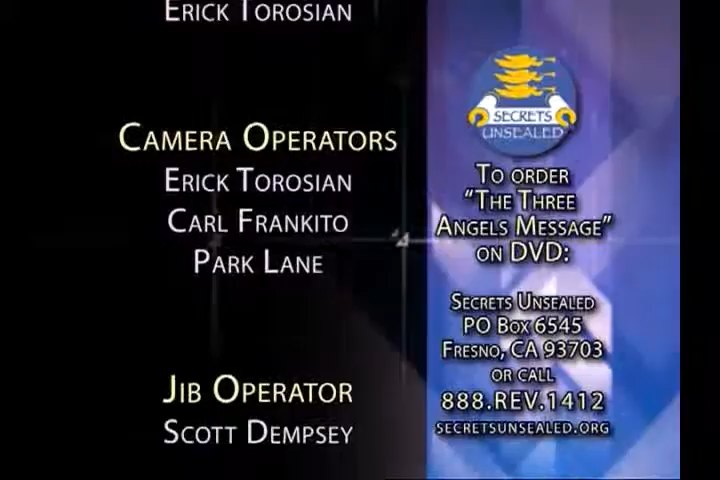 Erick Torosian
Camera Operators
Erick Torosian
Carl Frankito
Park Lane
Jib Operator
Scott Dempsey
SECRETS
UNSEALED
To order
“The Three
Angels Message”
on DVD:
Secrets Unsealed
PO Box 6545
Fresno, CA 93703
or call
888.REV.1412
secretsunsealed.org